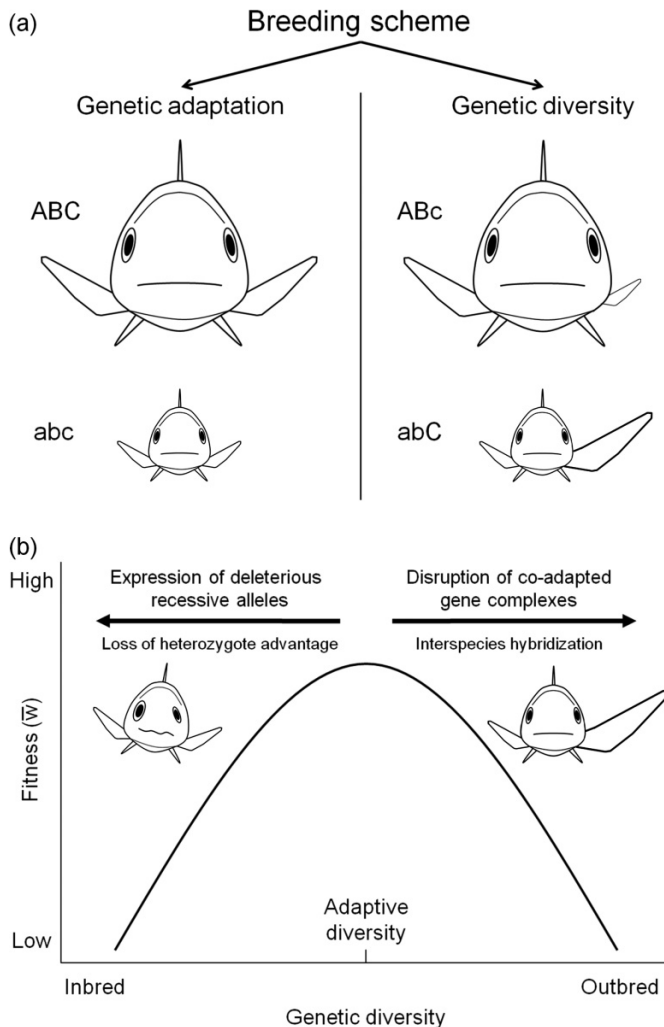 (a)
Breeding scheme
Genetic adaptation
Genetic diversity
ABC
ABc
abc
abC
(b)
High
Expression of deleterious
recessive alleles
Disruption of co-adapted
gene complexes
Loss of heterozygote advantage
Interspecies hybridization
Fitness (w̅)
Adaptive
diversity
Low
Inbred
Outbred
Genetic diversity